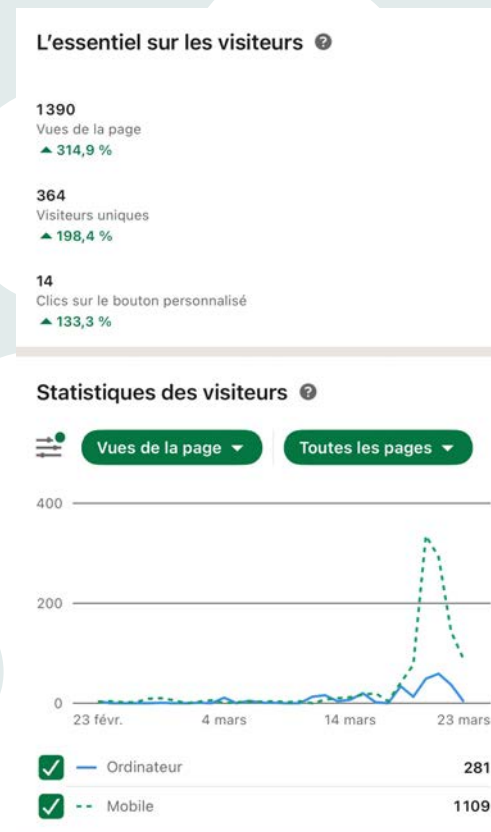 L'essentiel sur les visiteurs ?
1390
Vues de la page
▲ 314,9 %
364
Visiteurs uniques
▲ 198,4 %
14
Clics sur le bouton personnalisé
▲ 133,3 %
Statistiques des visiteurs ?
Vues de la page ▼ Toutes les pages ▼
400
200
0
23 févr. 4 mars 14 mars 23 mars
Ordinateur 281
Mobile 1109